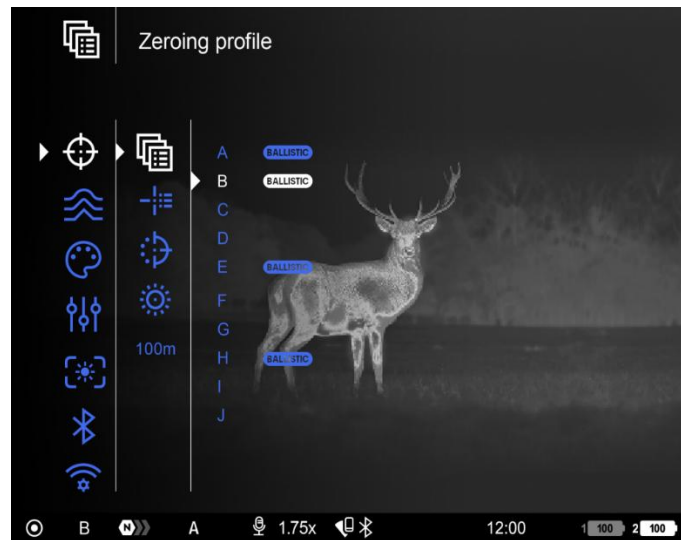 Zeroing profile
A BALLISTIC
B BALLISTIC
C
D
E BALLISTIC
F
G
100m
H BALLISTIC
I
J
B N A 1.75x 12:00 1 100 2 100